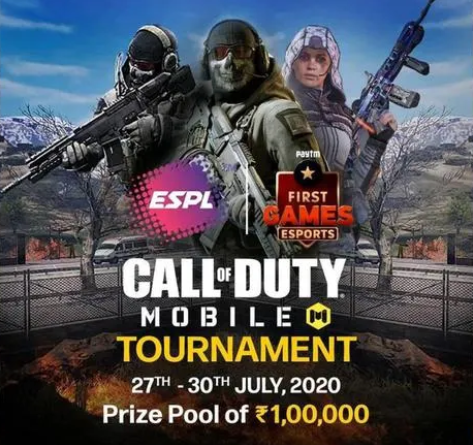 ESPL
paytm
FIRST
GAMES
ESPORTS
CALL OF DUTY
MOBILE
TOURNAMENT
27TH - 30TH JULY, 2020
Prize Pool of ₹1,00,000